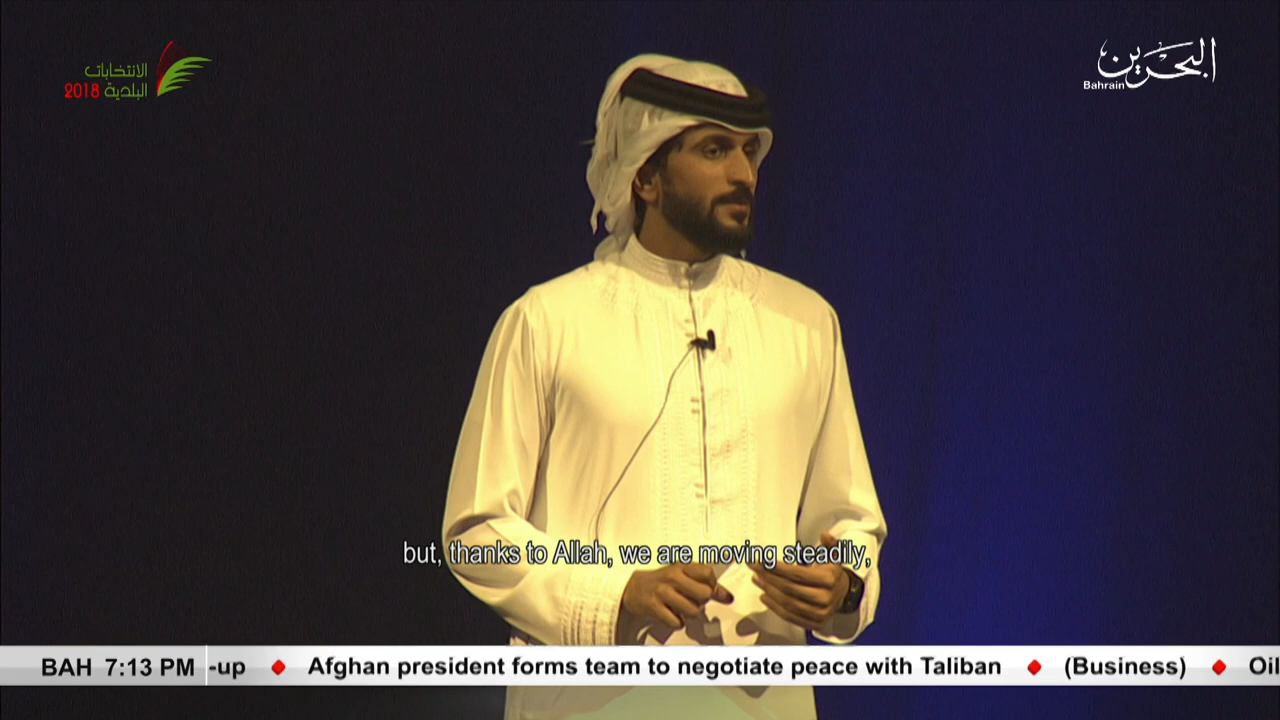 الانتخابات
البلدية 2018
البحرين
Bahrain
but, thanks to Allah, we are moving steadily,
BAH 7:13 PM -up Afghan president forms team to negotiate peace with Taliban (Business) Oil